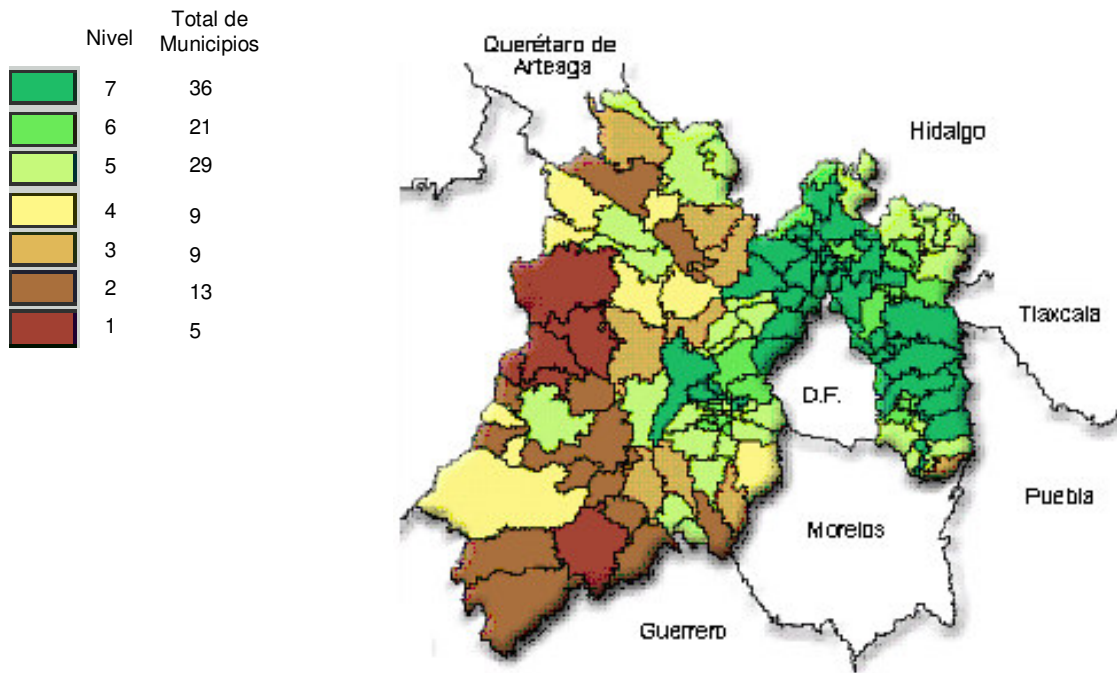 Nivel
Total de
Municipios
7 36
6 21
5 29
4 9
3 9
2 13
1 5
Querétaro de
Arteaga
Hidalgo
Tlaxcala
D.F.
Puebla
Morelos
Guerrero